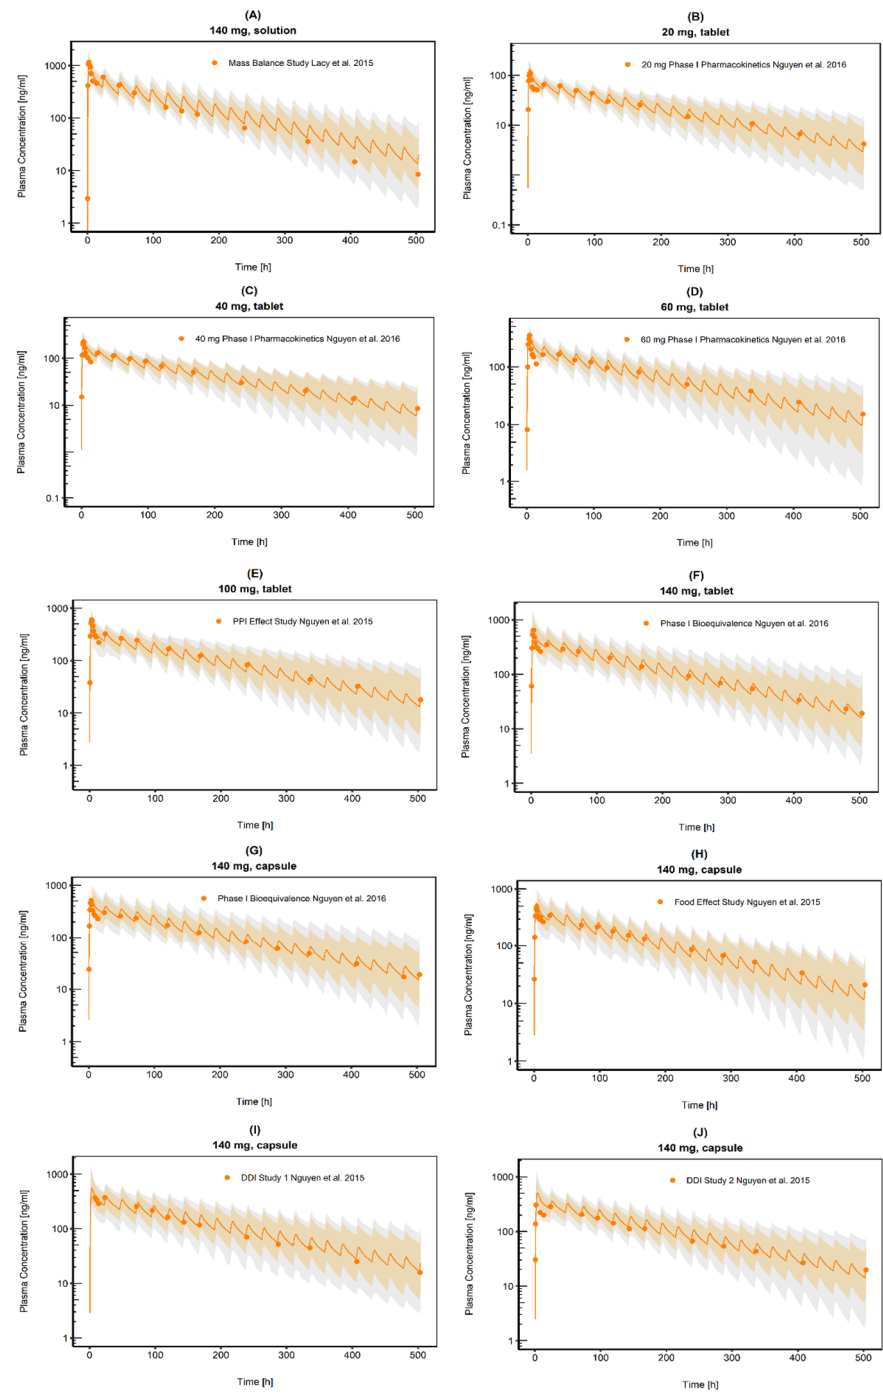 (A)
140 mg, solution
Plasma Concentration [ng/ml]
1000
100
10
1
Mass Balance Study Lacy et al. 2015
0 100 200 300 400 500
Time [h]
(B)
20 mg, tablet
Plasma Concentration [ng/ml]
100
10
0.1
20 mg Phase I Pharmacokinetics Nguyen et al. 2016
0 100 200 300 400 500
Time [h]
(C)
40 mg, tablet
Plasma Concentration [ng/ml]
100
10
0.1
40 mg Phase I Pharmacokinetics Nguyen et al. 2016
0 100 200 300 400 500
Time [h]
(D)
60 mg, tablet
Plasma Concentration [ng/ml]
100
10
1
60 mg Phase I Pharmacokinetics Nguyen et al. 2016
0 100 200 300 400 500
Time [h]
(E)
100 mg, tablet
Plasma Concentration [ng/ml]
1000
100
10
1
PPI Effect Study Nguyen et al. 2015
0 100 200 300 400 500
Time [h]
(F)
140 mg, tablet
Plasma Concentration [ng/ml]
1000
100
10
1
Phase I Bioequivalence Nguyen et al. 2016
0 100 200 300 400 500
Time [h]
(G)
140 mg, capsule
Plasma Concentration [ng/ml]
1000
100
10
1
Phase I Bioequivalence Nguyen et al. 2016
0 100 200 300 400 500
Time [h]
(H)
140 mg, capsule
Plasma Concentration [ng/ml]
1000
100
10
1
Food Effect Study Nguyen et al. 2015
0 100 200 300 400 500
Time [h]
(I)
140 mg, capsule
Plasma Concentration [ng/ml]
1000
100
10
1
DDI Study 1 Nguyen et al. 2015
0 100 200 300 400 500
Time [h]
(J)
140 mg, capsule
Plasma Concentration [ng/ml]
1000
100
10
1
DDI Study 2 Nguyen et al. 2015
0 100 200 300 400 500
Time [h]